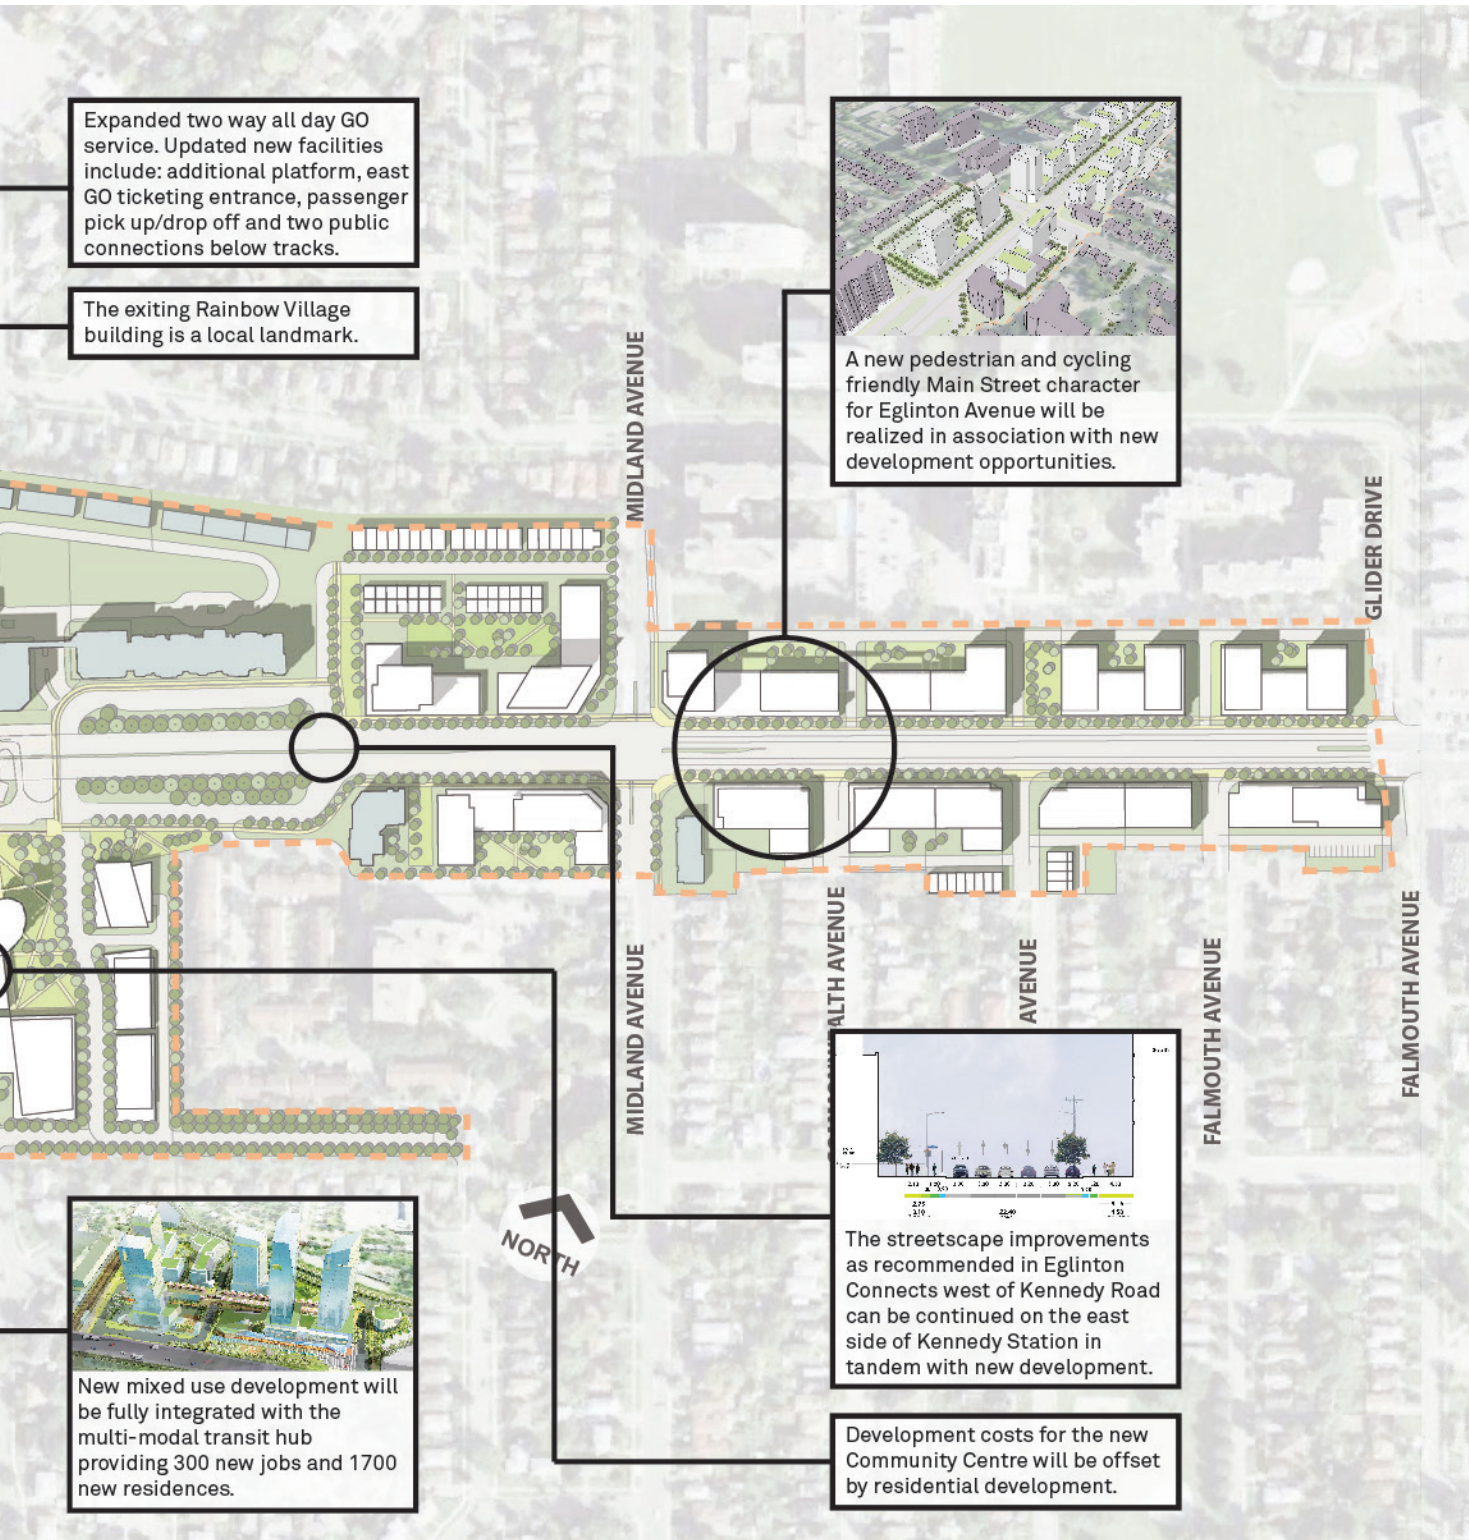 Expanded two way all day GO
service. Updated new facilities
include: additional platform, east
GO ticketing entrance, passenger
pick up/drop off and two public
connections below tracks.
The exiting Rainbow Village
building is a local landmark.
A new pedestrian and cycling
friendly Main Street character
for Eglinton Avenue will be
realized in association with new
development opportunities.
MIDLAND AVENUE
GLIDER DRIVE
MIDLAND AVENUE
ALTH AVENUE
AVENUE
FALMOUTH AVENUE
FALMOUTH AVENUE
NORTH
The streetscape improvements
as recommended in Eglinton
Connects west of Kennedy Road
can be continued on the east
side of Kennedy Station in
tandem with new development.
New mixed use development will
be fully integrated with the
multi-modal transit hub
providing 300 new jobs and 1700
new residences.
Development costs for the new
Community Centre will be offset
by residential development.